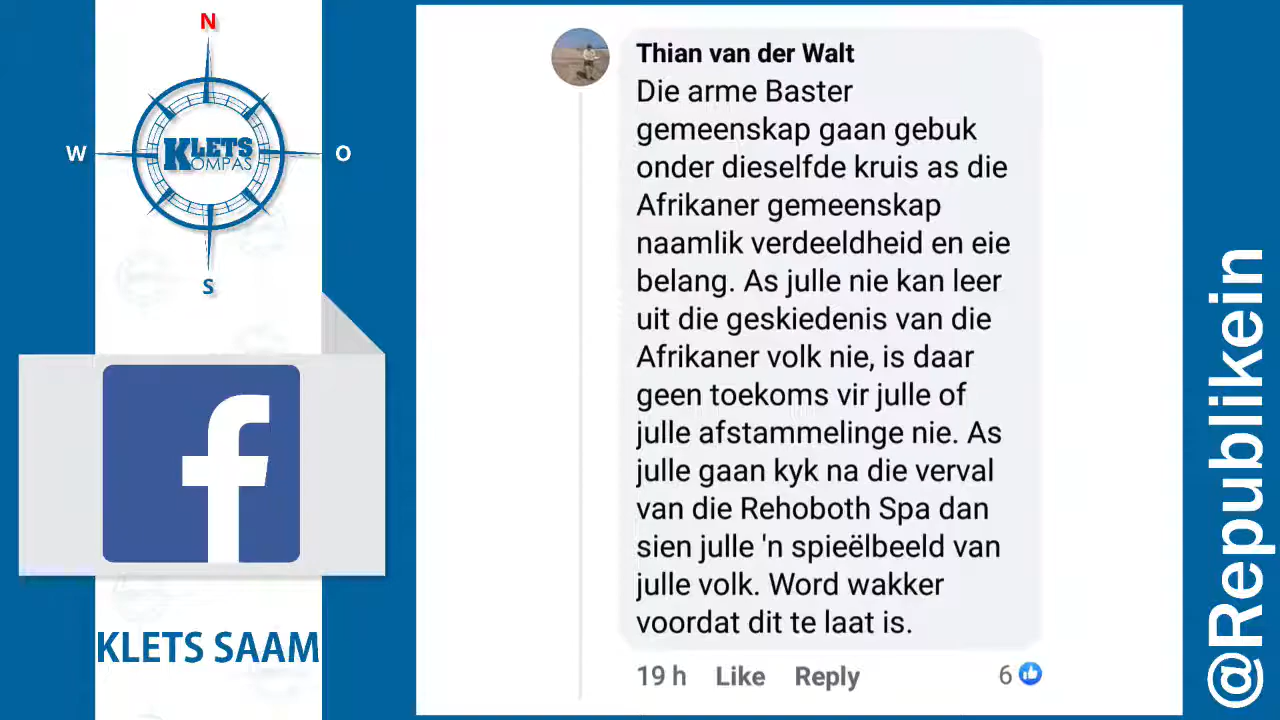 N
W
KLETS
KOMPAS
O
S
KLETS SAAM
Thian van der Walt
Die arme Baster
gemeenskap gaan gebuk
onder dieselfde kruis as die
Afrikaner gemeenskap
naamlik verdeeldheid en eie
belang. As julle nie kan leer
uit die geskiedenis van die
Afrikaner volk nie, is daar
geen toekoms vir julle of
julle afstammelinge nie. As
julle gaan kyk na die verval
van die Rehoboth Spa dan
sien julle 'n spieëlbeeld van
julle volk. Word wakker
voordat dit te laat is.
19 h Like Reply 6
@Republikein